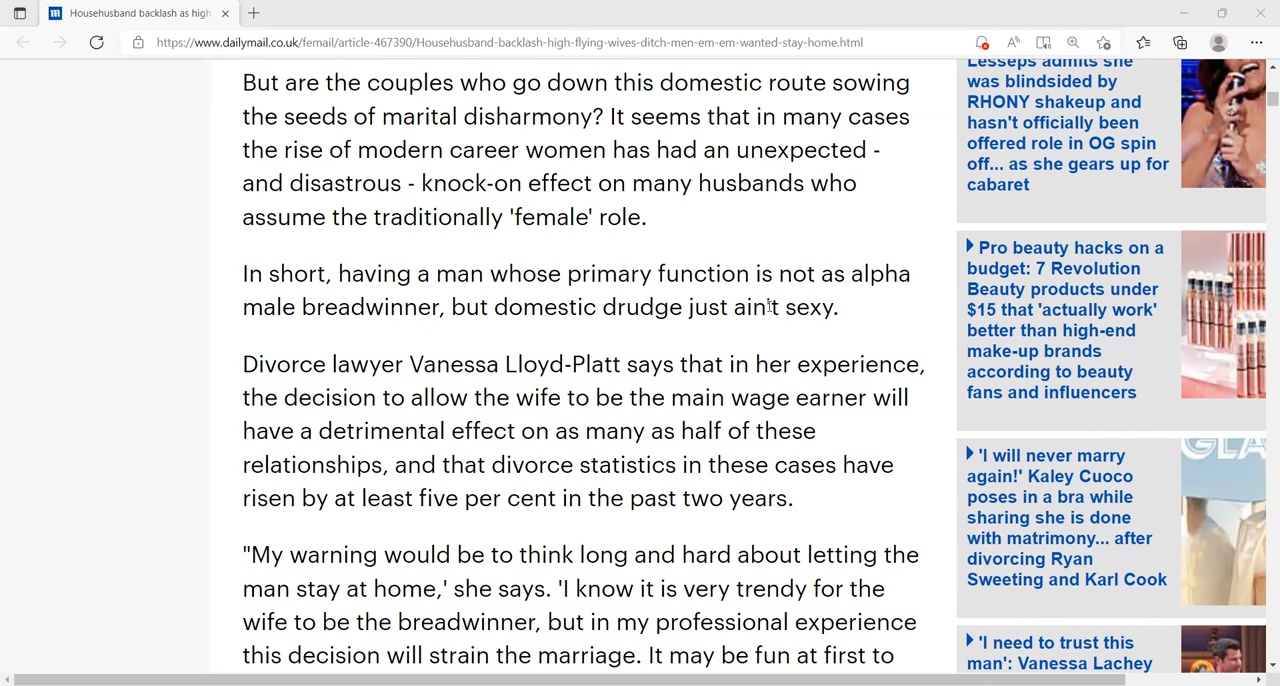 Househusband backlash as high
https://www.dailymail.co.uk/femail/article-467390/Househusband-backlash-high-flying-wives-ditch-men-em-em-wanted-stay-home.html
But are the couples who go down this domestic route sowing
the seeds of marital disharmony? It seems that in many cases
the rise of modern career women has had an unexpected -
and disastrous - knock-on effect on many husbands who
assume the traditionally 'female' role.
In short, having a man whose primary function is not as alpha
male breadwinner, but domestic drudge just ain't sexy.
Divorce lawyer Vanessa Lloyd-Platt says that in her experience,
the decision to allow the wife to be the main wage earner will
have a detrimental effect on as many as half of these
relationships, and that divorce statistics in these cases have
risen by at least five per cent in the past two years.
"My warning would be to think long and hard about letting the
man stay at home,' she says. 'I know it is very trendy for the
wife to be the breadwinner, but in my professional experience
this decision will strain the marriage. It may be fun at first to
Lesseps admits she
was blindsided by
RHONY shakeup and
hasn't officially been
offered role in OG spin
off... as she gears up for
cabaret
Pro beauty hacks on a
budget: 7 Revolution
Beauty products under
$15 that 'actually work'
better than high-end
make-up brands
according to beauty
fans and influencers
'I will never marry
again!' Kaley Cuoco
poses in a bra while
sharing she is done
with matrimony... after
divorcing Ryan
Sweeting and Karl Cook
GLA
'I need to trust this
man': Vanessa Lachey